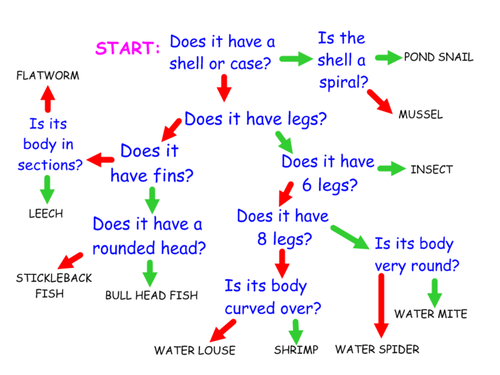 START: Does it have a
shell or case?
Is the
shell a
spiral?
POND SNAIL
MUSSEL
FLATWORM
Does it have legs?
Is its
body in
sections?
Does it
have fins?
Does it have
6 legs?
INSECT
LEECH
Does it have a
rounded head?
Does it have
8 legs?
Is its body
very round?
STICKLEBACK
FISH
BULL HEAD FISH
Is its body
curved over?
WATER MITE
WATER LOUSE
SHRIMP
WATER SPIDER